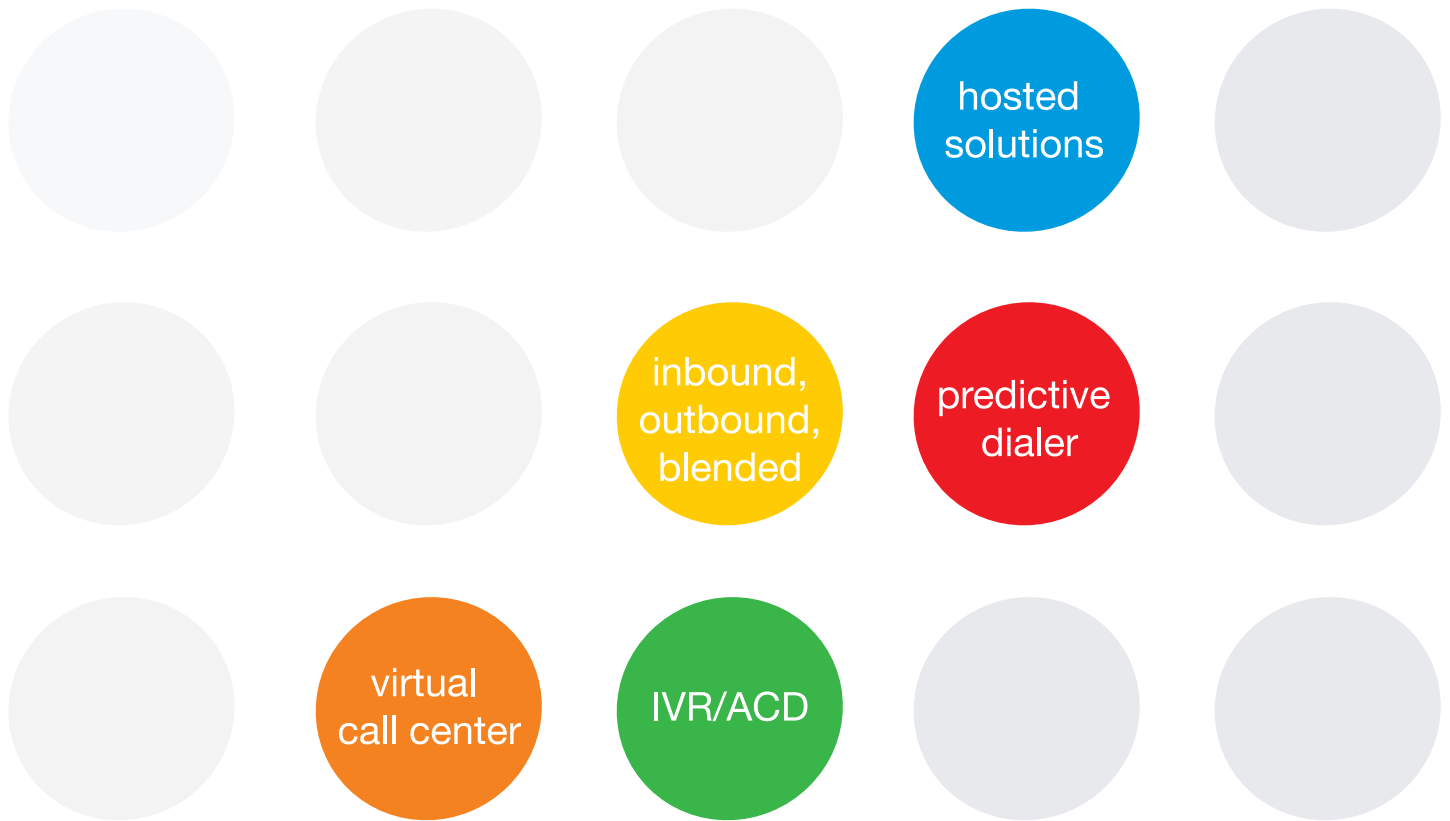 hosted
solutions
inbound,
outbound,
blended
predictive
dialer
virtual
call center
IVR/ACD